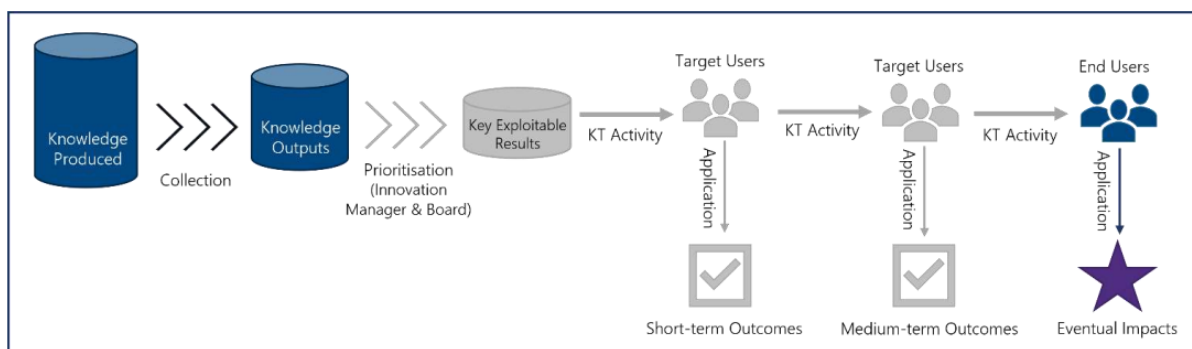 Knowledge
Produced
Collection
Knowledge
Outputs
Prioritisation
(Innovation
Manager & Board)
Key Exploitable
Results
KT Activity
Target Users
Application
Short-term Outcomes
KT Activity
Target Users
Application
Medium-term Outcomes
KT Activity
End Users
Application
Eventual Impacts